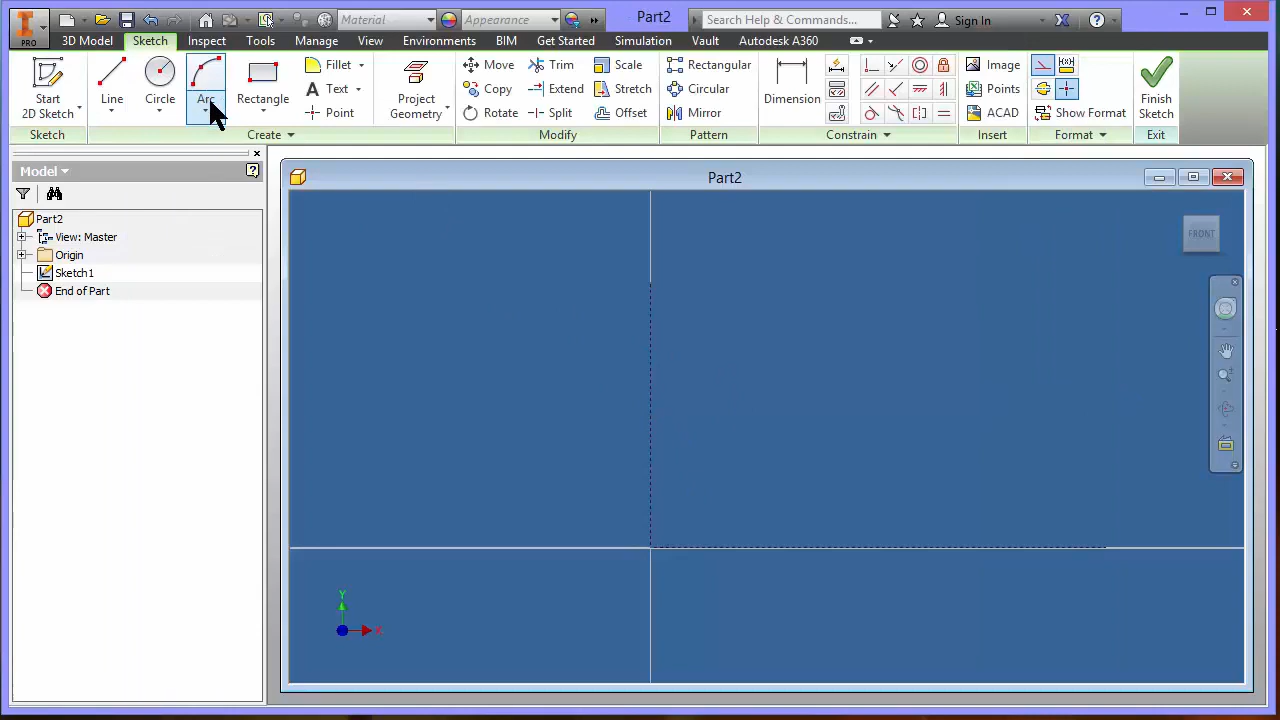 Material
Appearance
Part2
Search Help & Commands...
Sign In
PRO
3D Model
Sketch
Inspect
Tools
Manage
View
Environments
BIM
Get Started
Simulation
Vault
Autodesk A360
Start
2D Sketch
Line
Circle
Arc
Rectangle
Fillet
Text
Point
Project
Geometry
Move
Copy
Rotate
Trim
Extend
Split
Scale
Stretch
Offset
Rectangular
Circular
Mirror
Dimension
Image
Points
ACAD
Show Format
Finish
Sketch
Sketch
Create
Modify
Pattern
Constrain
Insert
Format
Exit
Model
Part2
View: Master
Origin
Sketch1
End of Part
Part2
FRONT
Y
X